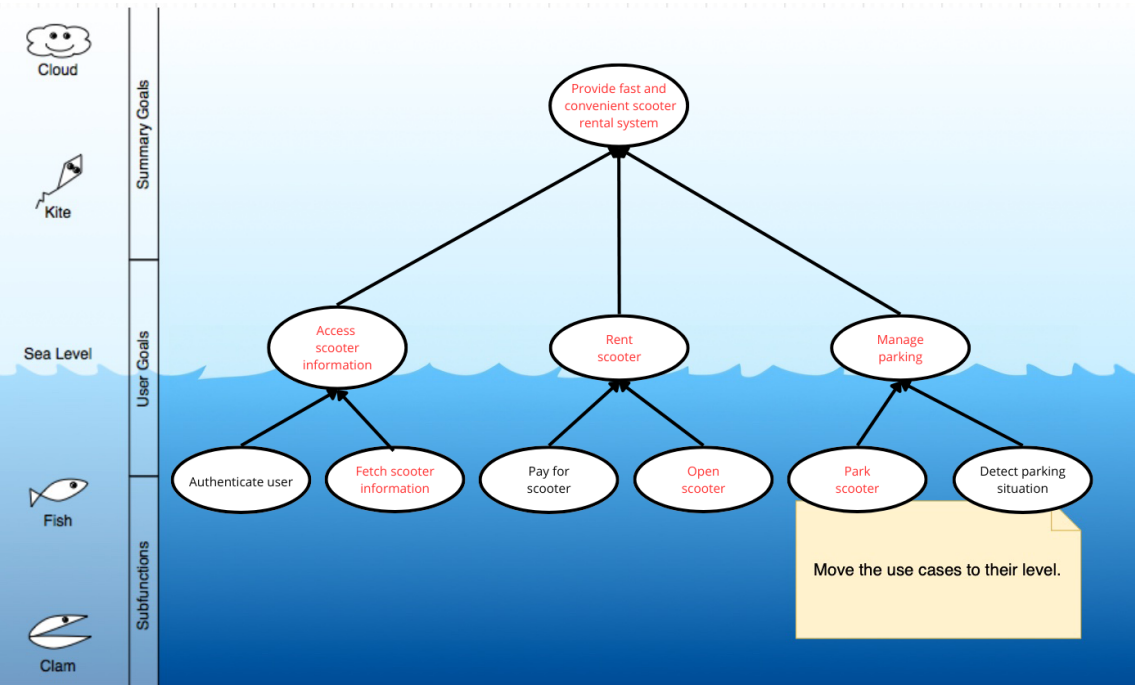 Cloud
Kite
Sea Level
Fish
Clam
Summary Goals
User Goals
Subfunctions
Provide fast and
convenient scooter
rental system
Access
scooter
information
Rent
scooter
Manage
parking
Authenticate user
Fetch scooter
information
Pay for
scooter
Open
scooter
Park
scooter
Detect parking
situation
Move the use cases to their level.